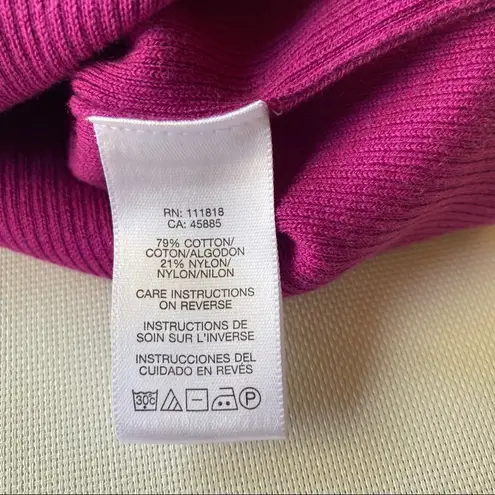 RN: 111818
CA: 45885
79% COTTON/
COTON/ALGODON
21% NYLON/
NYLON/NILON
CARE INSTRUCTIONS
ON REVERSE
INSTRUCTIONS DE
SOIN SUR L'INVERSE
INSTRUCCIONES DEL
CUIDADO EN REVÉS
30C P